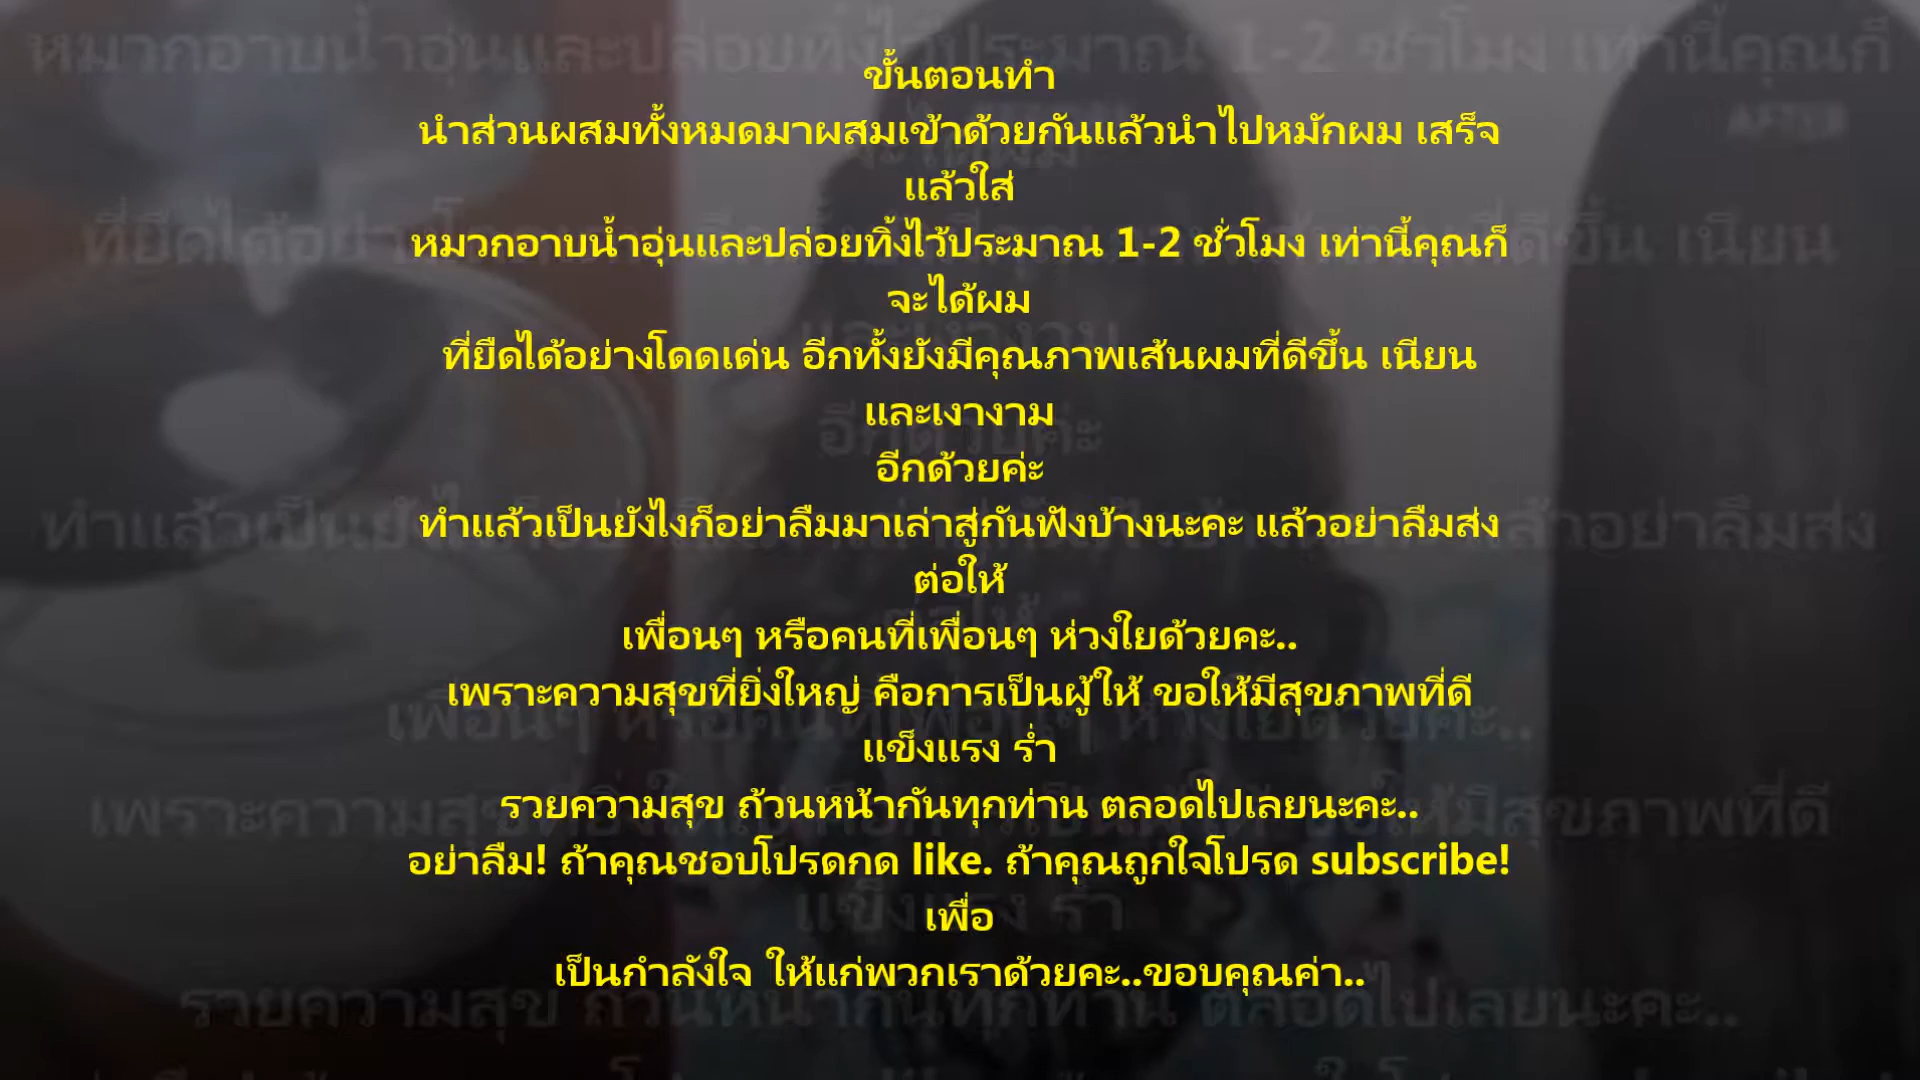 ขั้นตอนทำ
นำส่วนผสมทั้งหมดมาผสมเข้าด้วยกันแล้วนำไปหมักผม เสร็จ
แล้วใส่
หมวกอาบน้ำอุ่นและปล่อยทิ้งไว้ประมาณ 1-2 ชั่วโมง เท่านี้คุณก็
จะได้ผม
ที่ยืดได้อย่างโดดเด่น อีกทั้งยังมีคุณภาพเส้นผมที่ดีขึ้น เนียน
และเงางาม
อีกด้วยค่ะ
ทำแล้วเป็นยังไงก็อย่าลืมมาเล่าสู่กันฟังบ้างนะคะ แล้วอย่าลืมส่ง
ต่อให้
เพื่อนๆ หรือคนที่เพื่อนๆ ห่วงใยด้วยคะ..
เพราะความสุขที่ยิ่งใหญ่ คือการเป็นผู้ให้ ขอให้มีสุขภาพที่ดี
แข็งแรง ร่ำ
รวยความสุข ถ้วนหน้ากันทุกท่าน ตลอดไปเลยนะคะ..
อย่าลืม! ถ้าคุณชอบโปรดกด like. ถ้าคุณถูกใจโปรด subscribe!
เพื่อ
เป็นกำลังใจ ให้แก่พวกเราด้วยคะ..ขอบคุณค่า..
AFTER